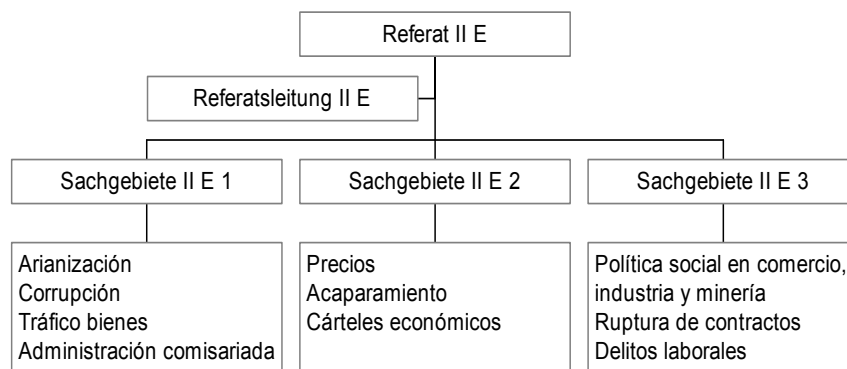 Referat II E
Referatsleitung II E
Sachgebiete II E 1
Sachgebiete II E 2
Sachgebiete II E 3
Arianización
Corrupción
Tráfico bienes
Administración comisariada
Precios
Acaparamiento
Cárteles económicos
Política social en comercio,
industria y minería
Ruptura de contractos
Delitos laborales